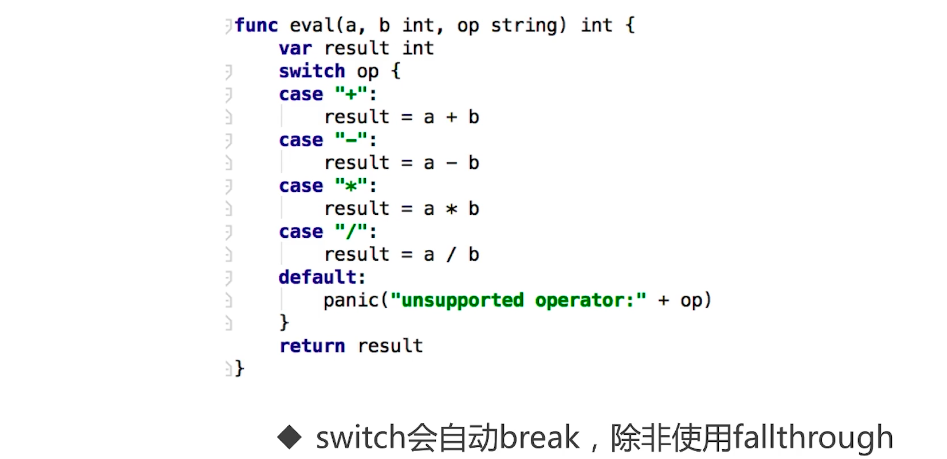 func eval(a, b int, op string) int {
    var result int
    switch op {
    case "+":
        result = a + b
    case "-":
        result = a - b
    case "*":
        result = a * b
    case "/":
        result = a / b
    default:
        panic("unsupported operator:" + op)
    }
    return result
}
◆ switch会自动break，除非使用fallthrough